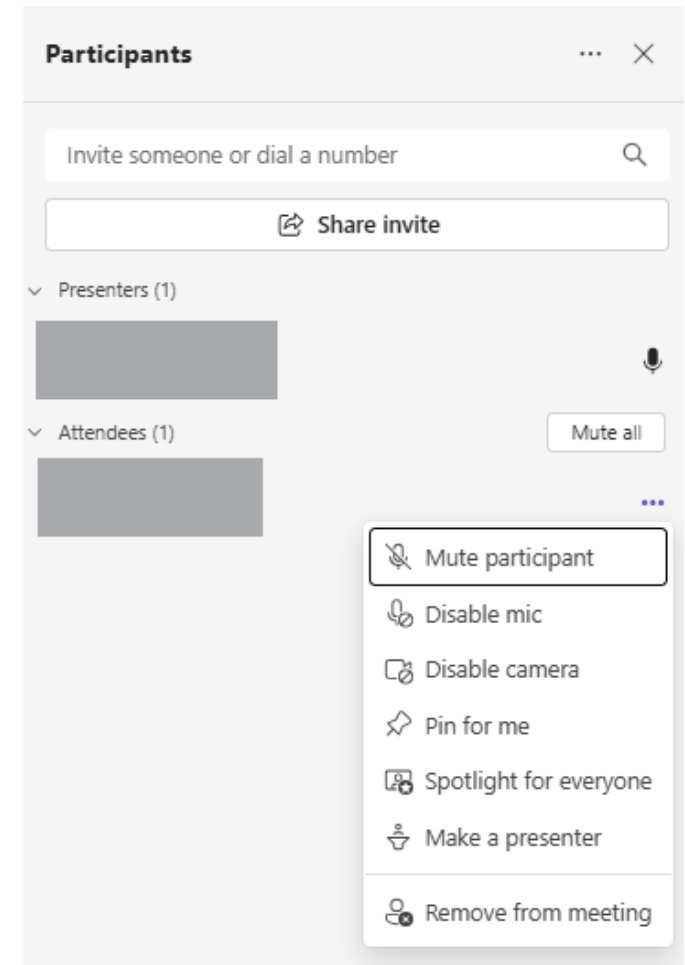 Participants
Invite someone or dial a number
Share invite
Presenters (1)
Attendees (1)
Mute all
Mute participant
Disable mic
Disable camera
Pin for me
Spotlight for everyone
Make a presenter
Remove from meeting